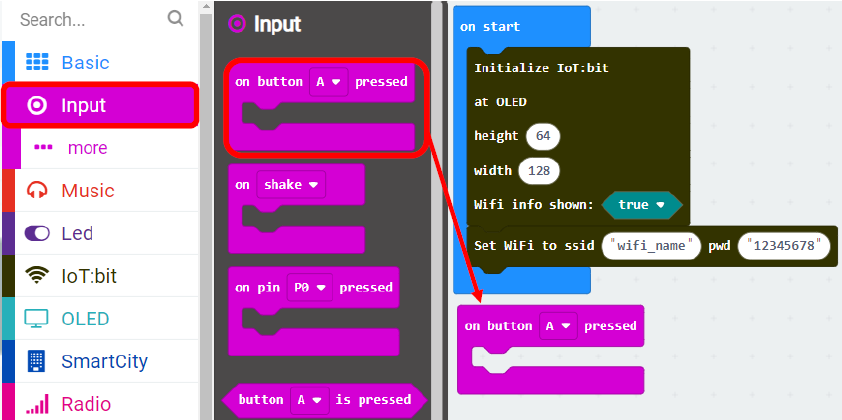 Search...
Basic
Input
more
Music
Led
IoT:bit
OLED
SmartCity
Radio
Input
on button A pressed
on shake
on pin P0 pressed
button A is pressed
on start
Initialize IoT:bit
at OLED
height 64
width 128
Wifi info shown: true
Set WiFi to ssid "wifi_name" pwd "12345678"
on button A pressed